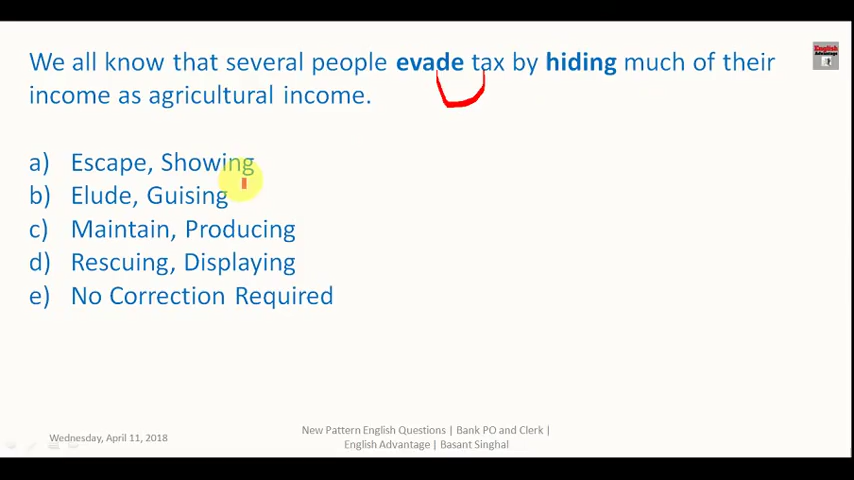 We all know that several people evade tax by hiding much of their
income as agricultural income.
English
Advantage
a) Escape, Showing
b) Elude, Guising
c) Maintain, Producing
d) Rescuing, Displaying
e) No Correction Required
Wednesday, April 11, 2018
New Pattern English Questions | Bank PO and Clerk |
English Advantage | Basant Singhal